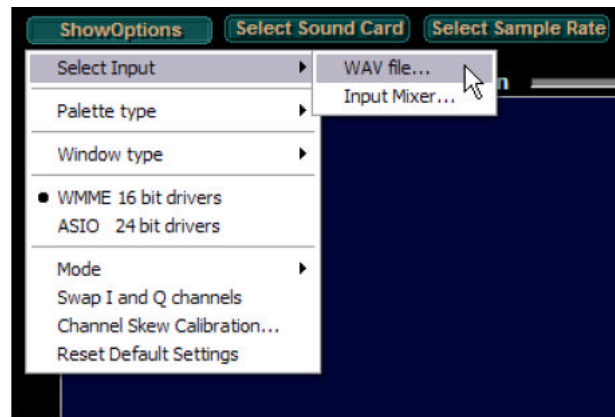 ShowOptions Select Sound Card Select Sample Rate
Select Input WAV file...
n
Input Mixer...
Palette type
Window type
WMME 16 bit drivers
ASIO 24 bit drivers
Mode
Swap I and Q channels
Channel Skew Calibration...
Reset Default Settings